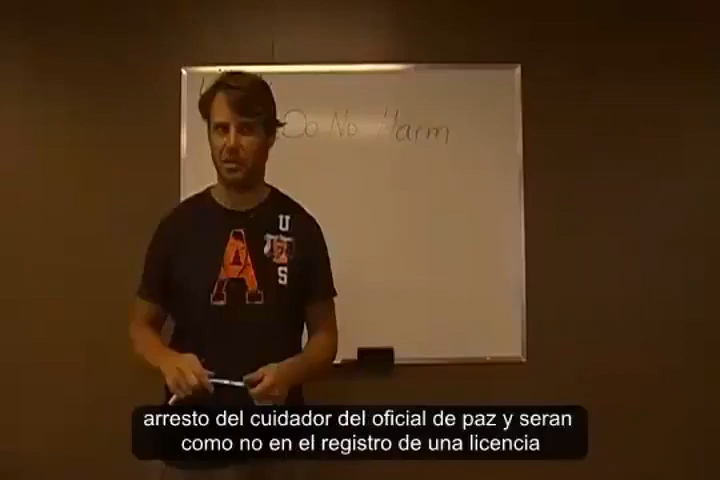 Do No Harm
A
U
S
arresto del cuidador del oficial de paz y seran
como no en el registro de una licencia